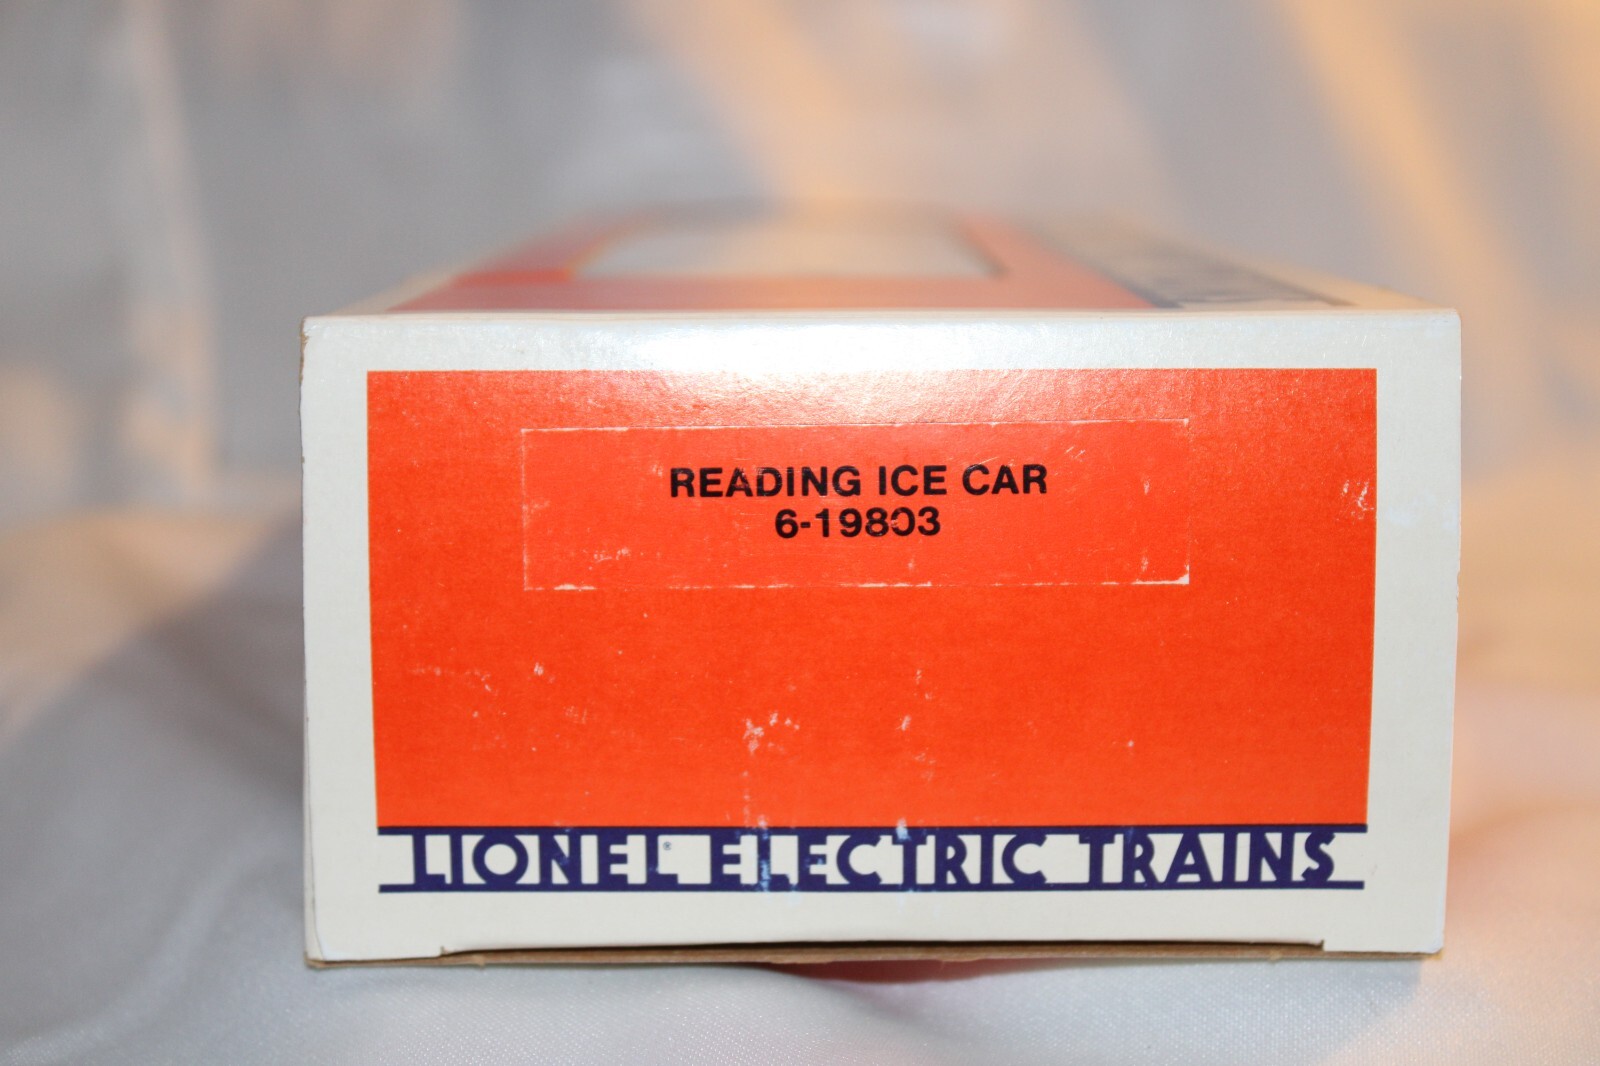 READING ICE CAR
6-19803
LIONEL® ELECTRIC TRAINS